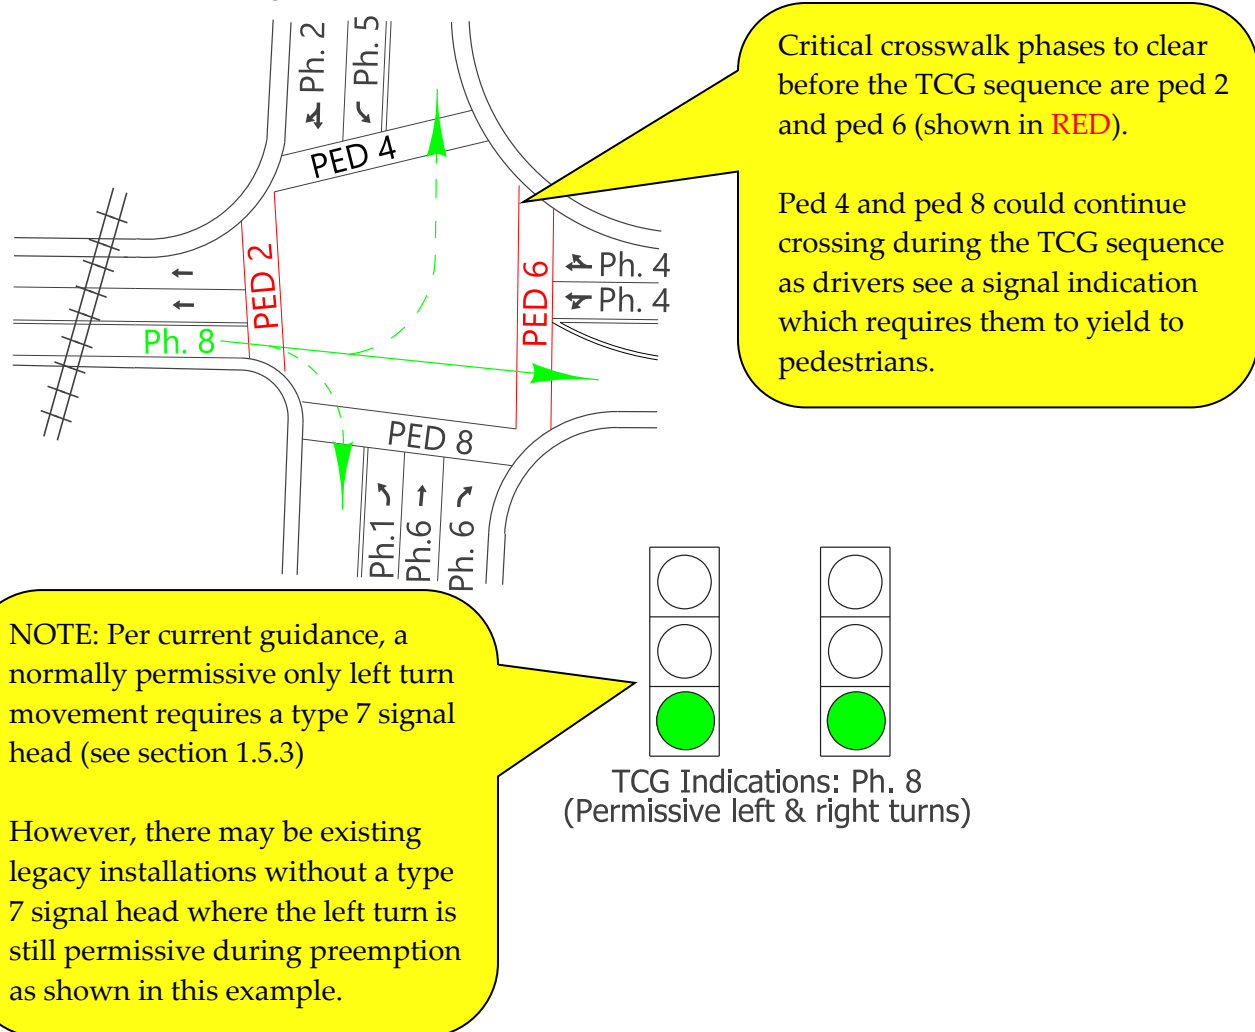 Ph. 2
Ph. 5
Critical crosswalk phases to clear
before the TCG sequence are ped 2
and ped 6 (shown in RED).
Ped 4 and ped 8 could continue
crossing during the TCG sequence
as drivers see a signal indication
which requires them to yield to
pedestrians.
PED 4
PED 2
PED 6
Ph. 4
Ph. 4
Ph. 8
PED 8
Ph.1
Ph.6
Ph. 6
NOTE: Per current guidance, a
normally permissive only left turn
movement requires a type 7 signal
head (see section 1.5.3)
However, there may be existing
legacy installations without a type
7 signal head where the left turn is
still permissive during preemption
as shown in this example.
TCG Indications: Ph. 8
(Permissive left & right turns)